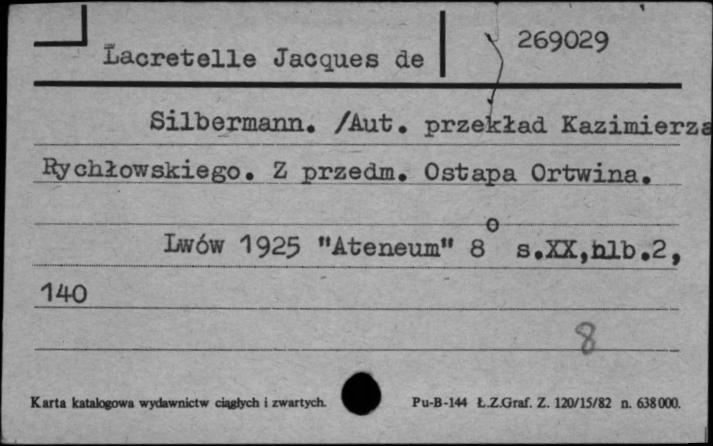 Lacretelle Jacques de 269029
Silbermann. /Aut. przekład Kazimierza
Rychłowskiego. Z przedm. Ostapa Ortwina.
Lwów 1925 "Ateneum" 8° s.XX,nlb.2,
140
8
Karta katalogowa wydawnictw ciągłych i zwartych. Pu-B-144 Ł.Z.Graf. Z. 120/15/82 n. 638000.